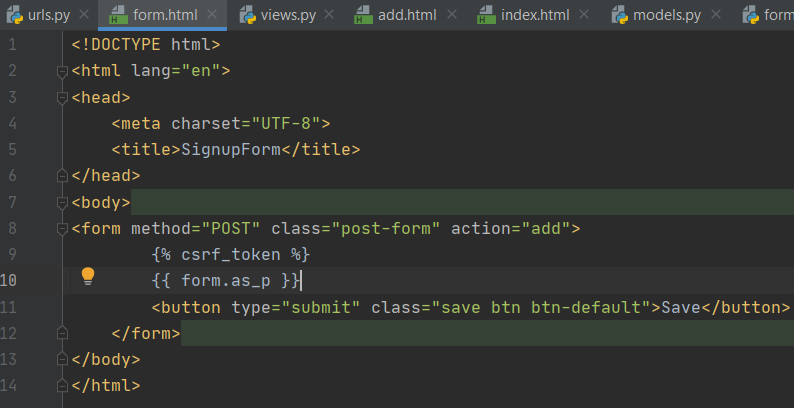 urls.py form.html views.py add.html index.html models.py form
1 <!DOCTYPE html>
2 <html lang="en">
3 <head>
4 <meta charset="UTF-8">
5 <title>SignupForm</title>
6 </head>
7 <body>
8 <form method="POST" class="post-form" action="add">
9 {% csrf_token %}
10 {{ form.as_p }}
11 <button type="submit" class="save btn btn-default">Save</button>
12 </form>
13 </body>
14 </html>